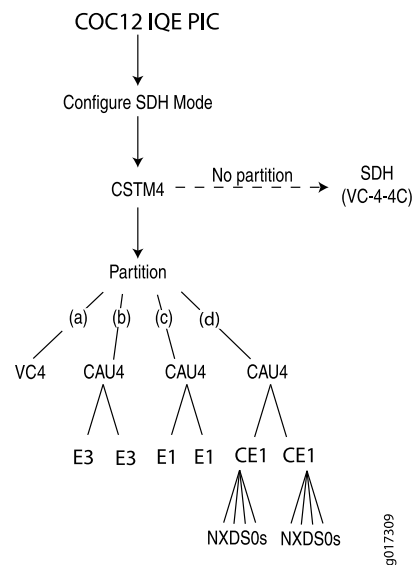 COC12 IQE PIC
Configure SDH Mode
CSTM4
No partition
SDH
(VC-4-4C)
Partition
(a) (b) (c) (d)
VC4 CAU4 CAU4 CAU4
E3 E3 E1 E1 CE1 CE1
NXDS0s NXDS0s
g017309